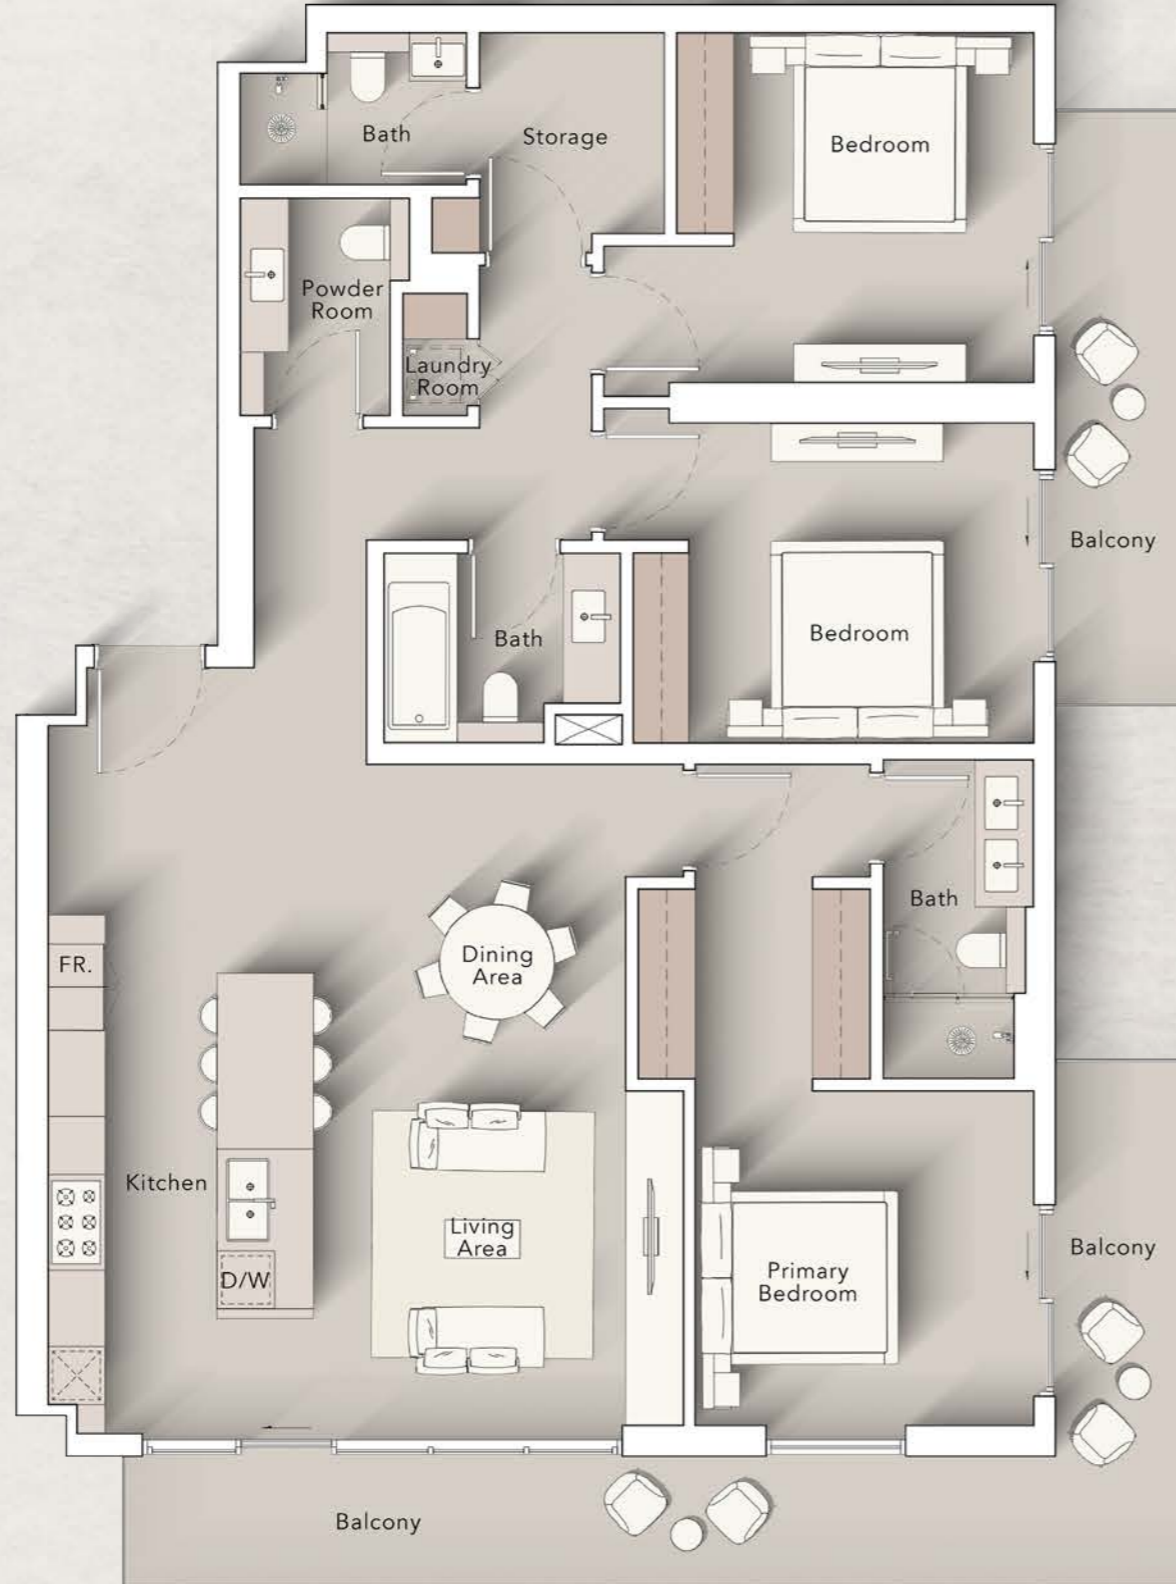 Bath
Storage
Bedroom
Powder
Room
Laundry
Room
Balcony
Bath
Bedroom
Bath
FR.
Dining
Area
Kitchen
Living
Area
D/W
Primary
Bedroom
Balcony
Balcony